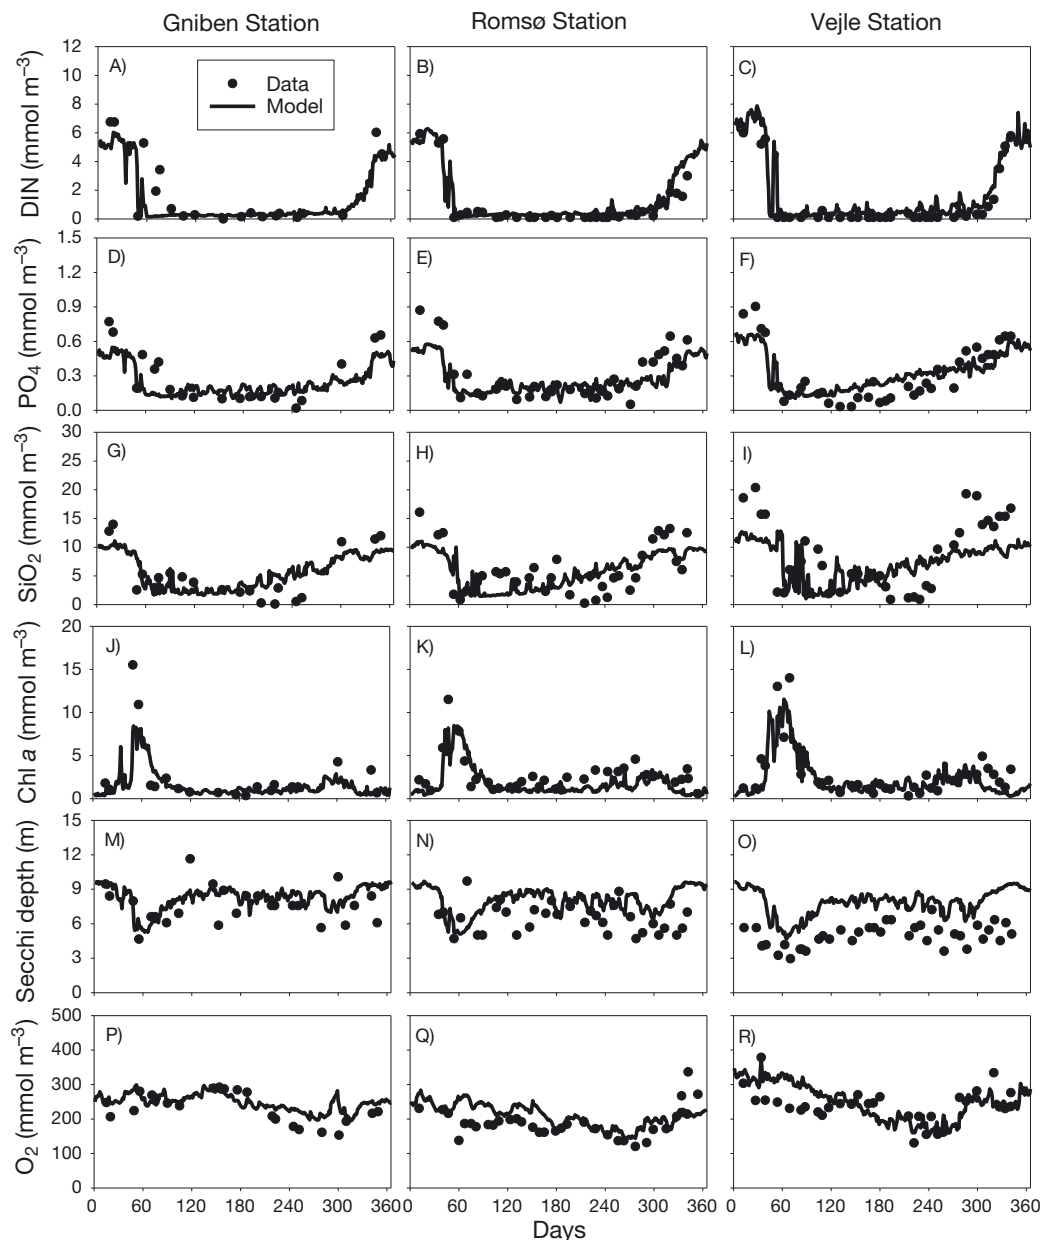 Gniben Station Romsø Station Vejle Station
DIN (mmol m–3)
12
10
8
6
4
2
0
A)
Data
Model
B)
C)
PO4 (mmol m–3)
1.5
1.2
0.9
0.6
0.3
0.0
D)
E)
F)
SiO2 (mmol m–3)
30
25
20
15
10
5
0
G)
H)
I)
Chl a (mmol m–3)
20
15
10
5
0
J)
K)
L)
Secchi depth (m)
15
12
9
6
3
0
M)
N)
O)
O2 (mmol m–3)
500
400
300
200
100
0
P)
Q)
R)
0 60 120 180 240 300 360 0 60 120 180 240 300 360 0 60 120 180 240 300 360
Days